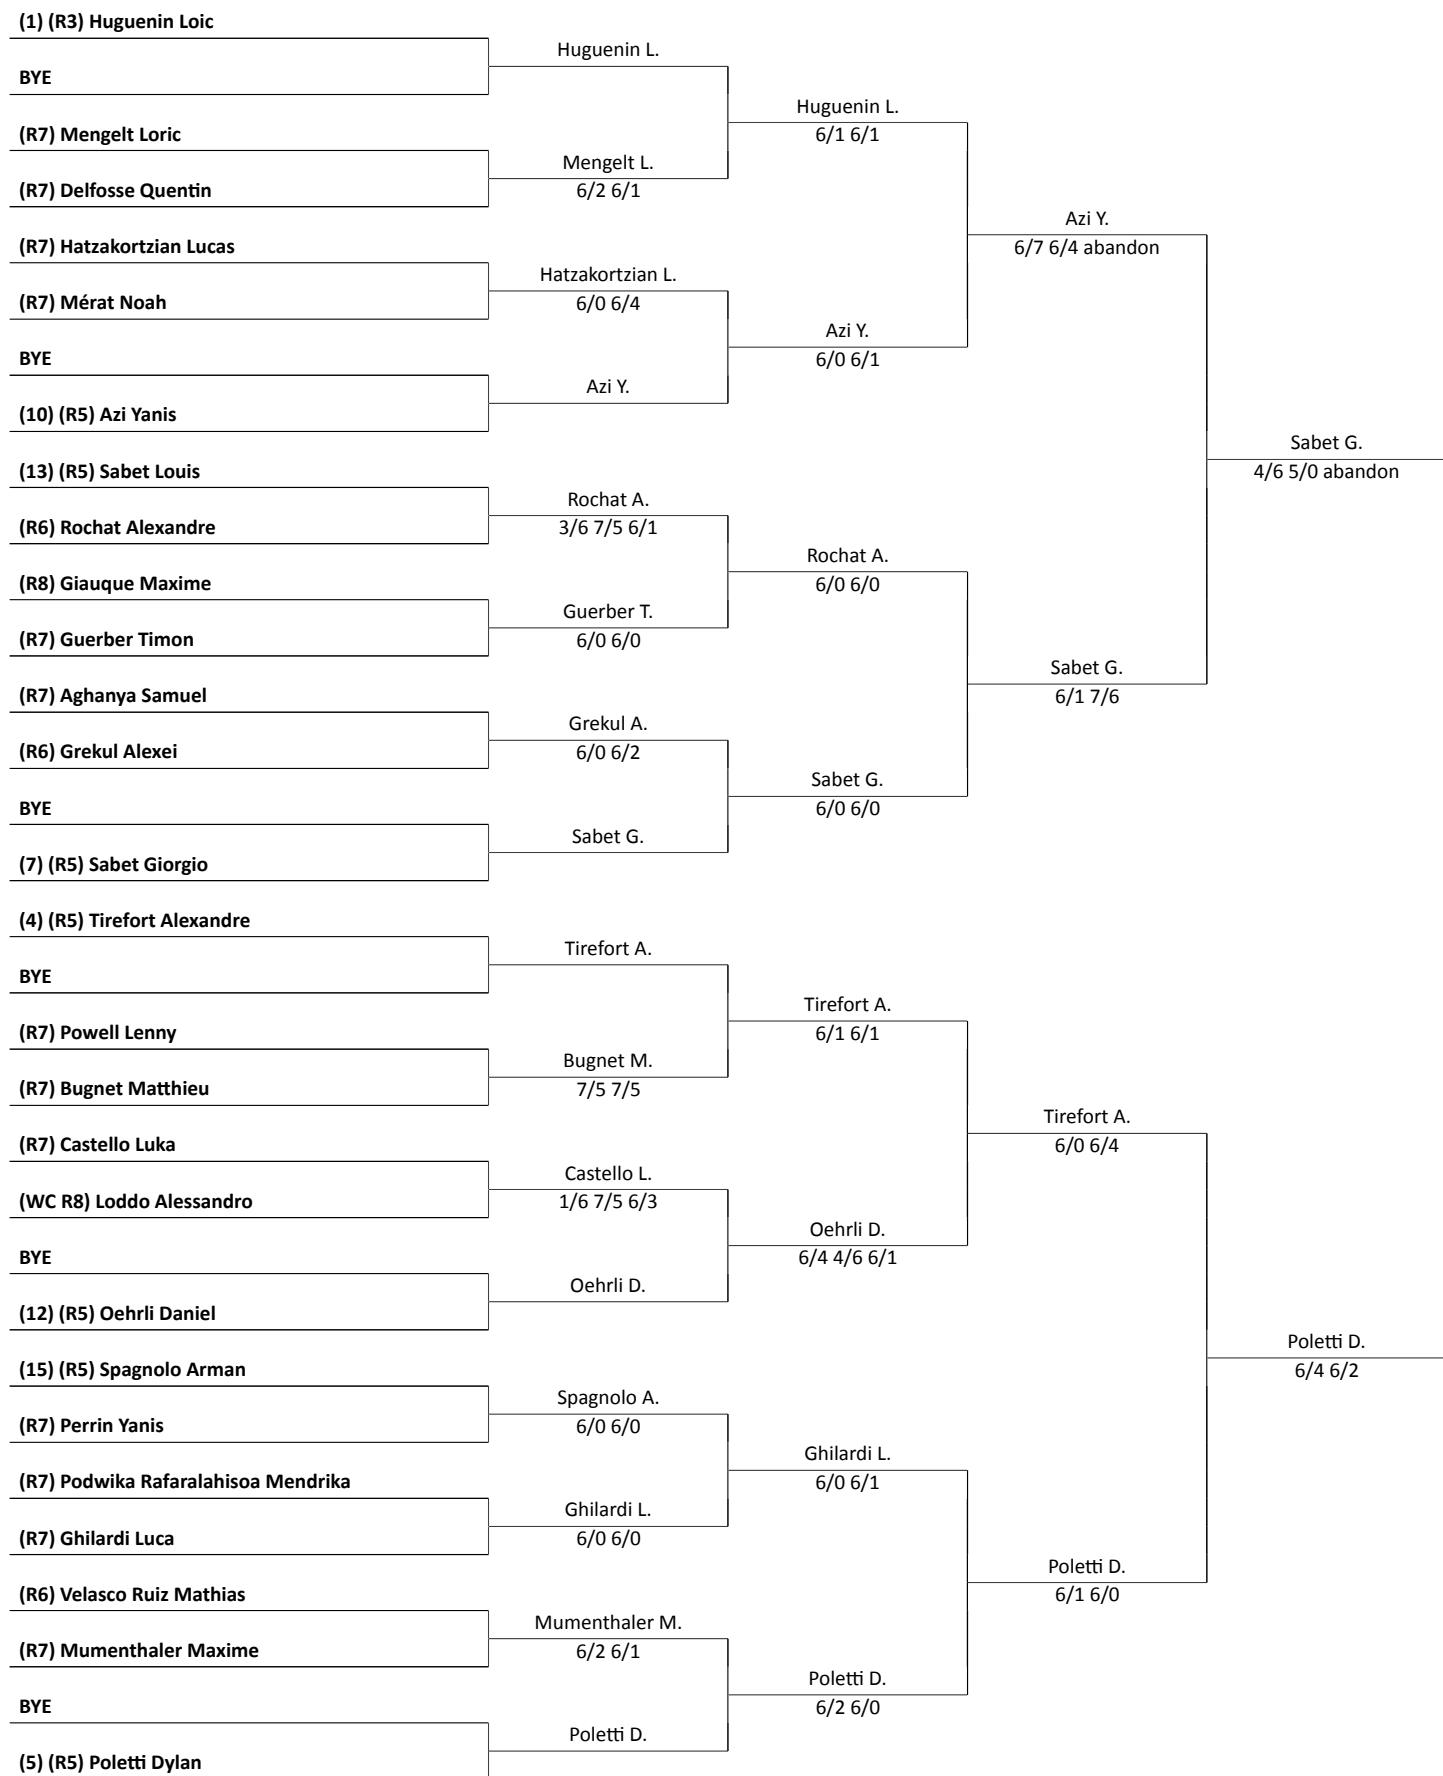 (1) (R3) Huguenin Loic
Huguenin L.
BYE
Huguenin L.
6/1 6/1
(R7) Mengelt Loric
Mengelt L.
6/2 6/1
(R7) Delfosse Quentin
Azi Y.
6/7 6/4 abandon
(R7) Hatzakortzian Lucas
Hatzakortzian L.
6/0 6/4
(R7) Mérat Noah
Azi Y.
6/0 6/1
BYE
Azi Y.
(10) (R5) Azi Yanis
Sabet G.
4/6 5/0 abandon
(13) (R5) Sabet Louis
Rochat A.
3/6 7/5 6/1
(R6) Rochat Alexandre
Rochat A.
6/0 6/0
(R8) Giauque Maxime
Guerber T.
6/0 6/0
(R7) Guerber Timon
Sabet G.
6/1 7/6
(R7) Aghanya Samuel
Grekul A.
6/0 6/2
(R6) Grekul Alexei
Sabet G.
6/0 6/0
BYE
Sabet G.
(7) (R5) Sabet Giorgio
(4) (R5) Tirefort Alexandre
Tirefort A.
BYE
Tirefort A.
6/1 6/1
(R7) Powell Lenny
Bugnet M.
7/5 7/5
(R7) Bugnet Matthieu
Tirefort A.
6/0 6/4
(R7) Castello Luka
Castello L.
1/6 7/5 6/3
(WC R8) Loddo Alessandro
Oehrli D.
6/4 4/6 6/1
BYE
Oehrli D.
(12) (R5) Oehrli Daniel
Poletti D.
6/4 6/2
(15) (R5) Spagnolo Arman
Spagnolo A.
6/0 6/0
(R7) Perrin Yanis
Ghilardi L.
6/0 6/1
(R7) Podwika Rafaralahisoa Mendrika
Ghilardi L.
6/0 6/0
(R7) Ghilardi Luca
Poletti D.
6/1 6/0
(R6) Velasco Ruiz Mathias
Mumenthaler M.
6/2 6/1
(R7) Mumenthaler Maxime
Poletti D.
6/2 6/0
BYE
Poletti D.
(5) (R5) Poletti Dylan